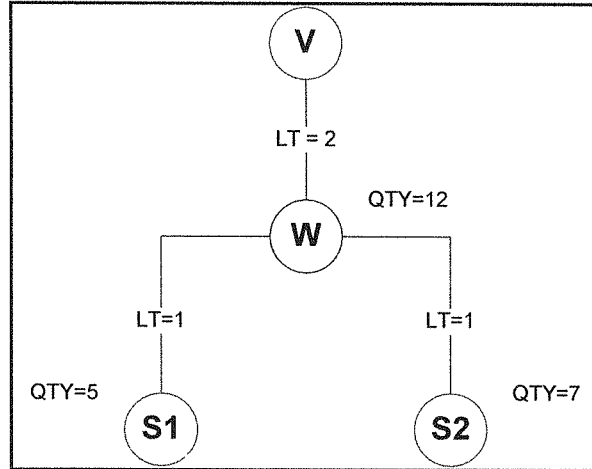 V
LT = 2
QTY=12
W
LT=1
LT=1
QTY=5
QTY=7
S1
S2